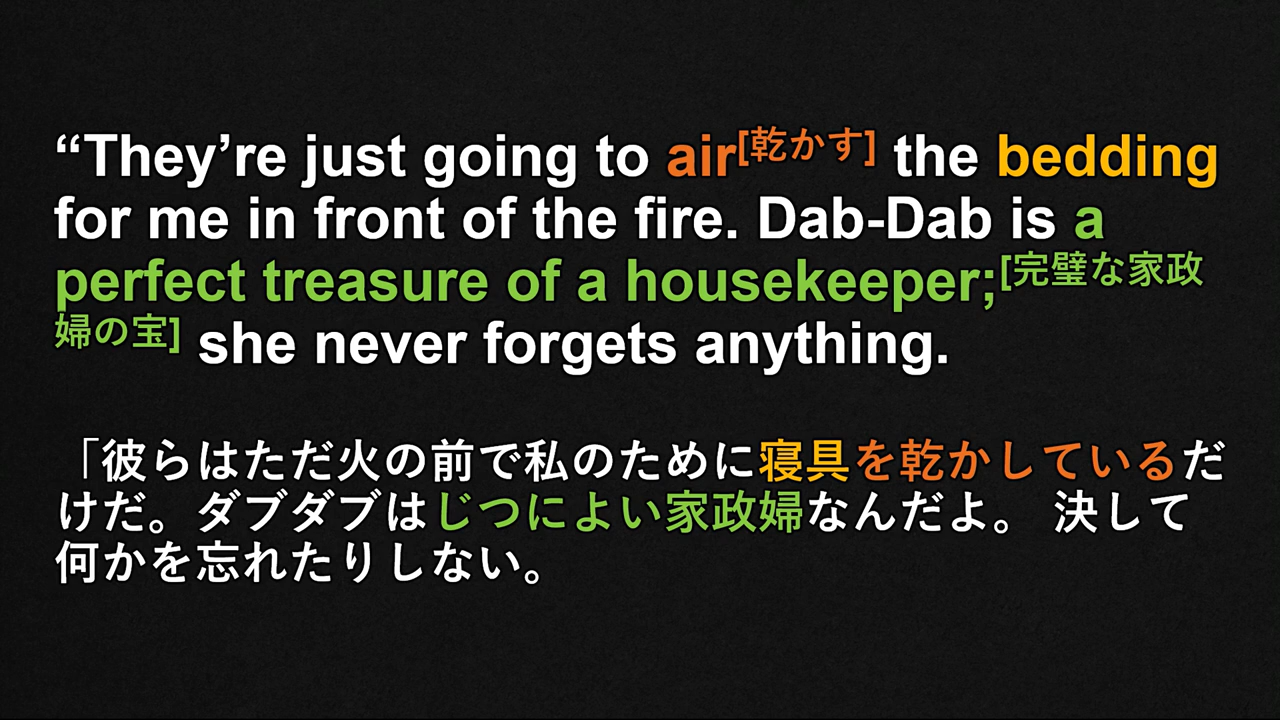 “They’re just going to air[乾かす] the bedding
for me in front of the fire. Dab-Dab is a
perfect treasure of a housekeeper;[完璧な家政
婦の宝] she never forgets anything.
「彼らはただ火の前で私のために寝具を乾かしているだ
けだ。ダブダブはじつによい家政婦なんだよ。 決して
何かを忘れたりしない。